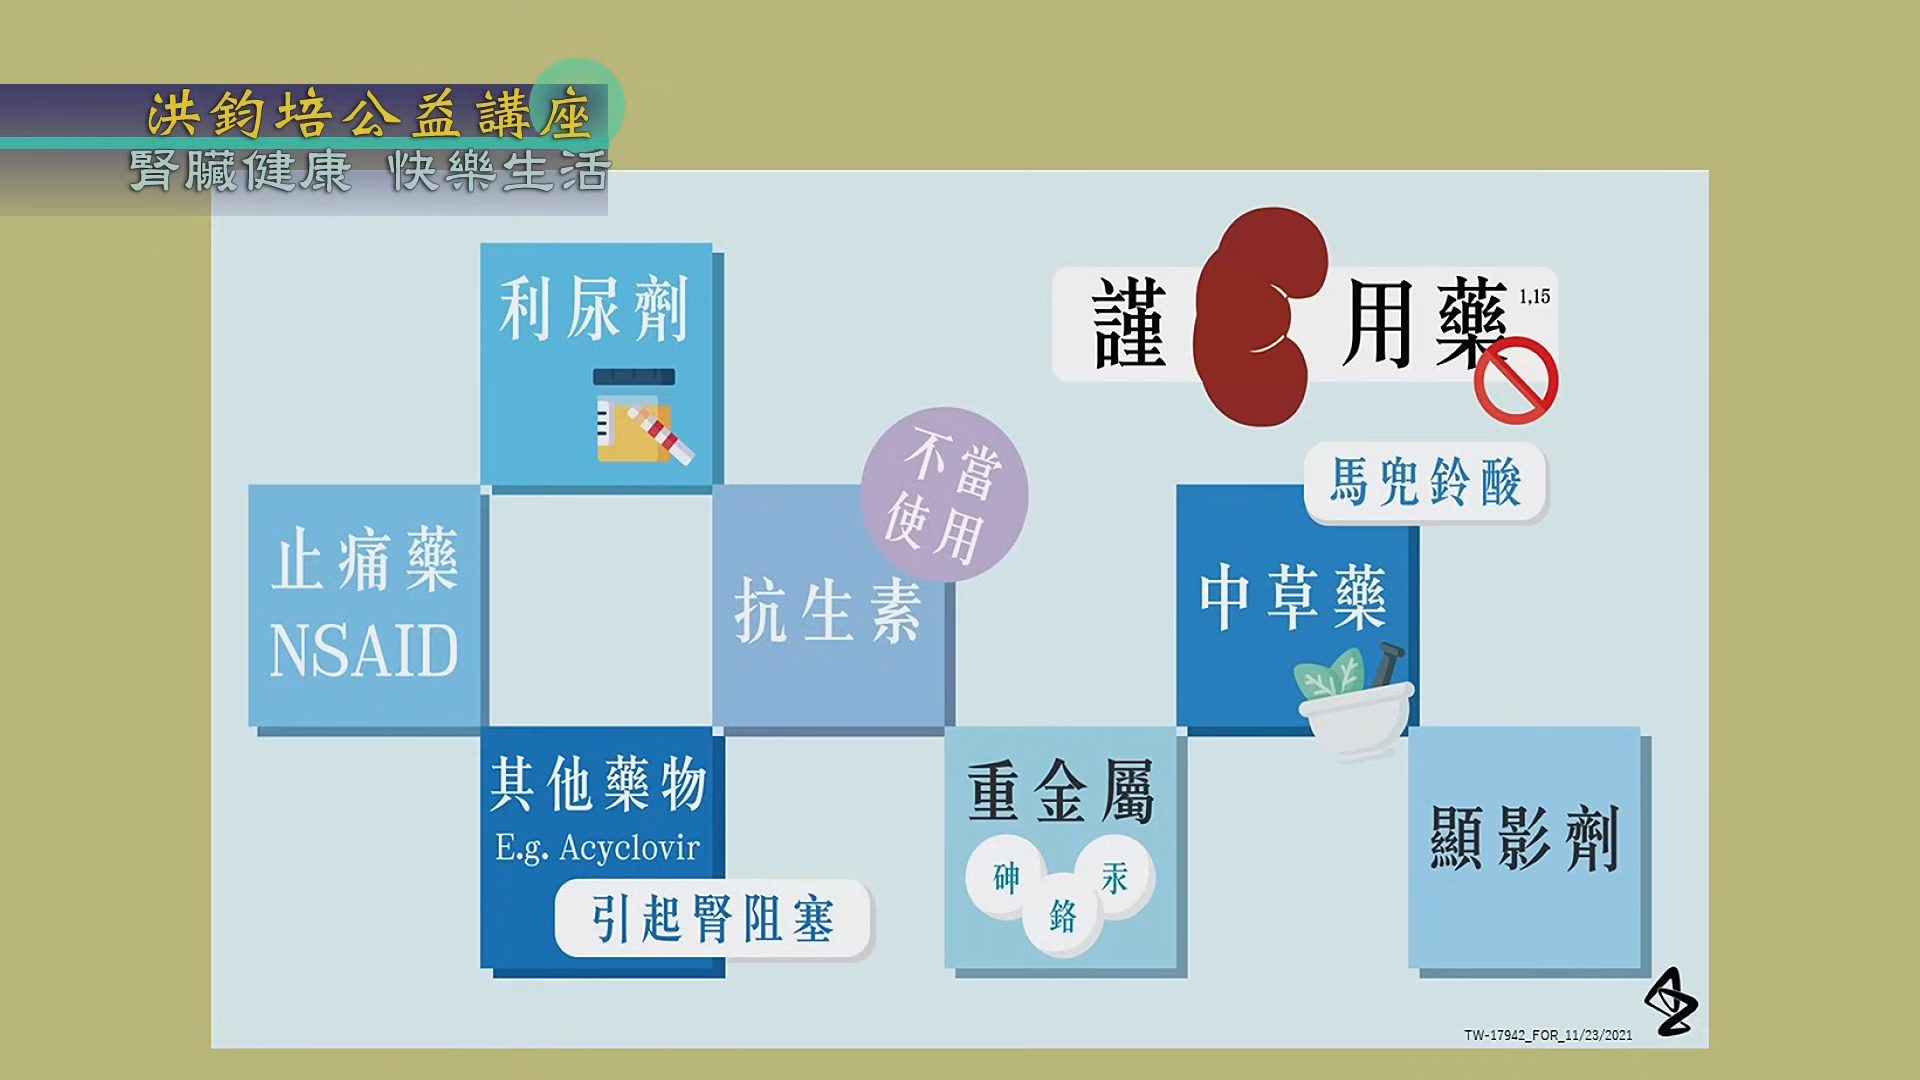 洪鈞培公益講座
腎臟健康 快樂生活
謹 用藥 1,15
利尿劑
止痛藥
NSAID
不當
使用
抗生素
馬兜鈴酸
中草藥
其他藥物
E.g. Acyclovir
引起腎阻塞
重金屬
砷
鉻
汞
顯影劑
TW-17942_FOR_11/23/2021